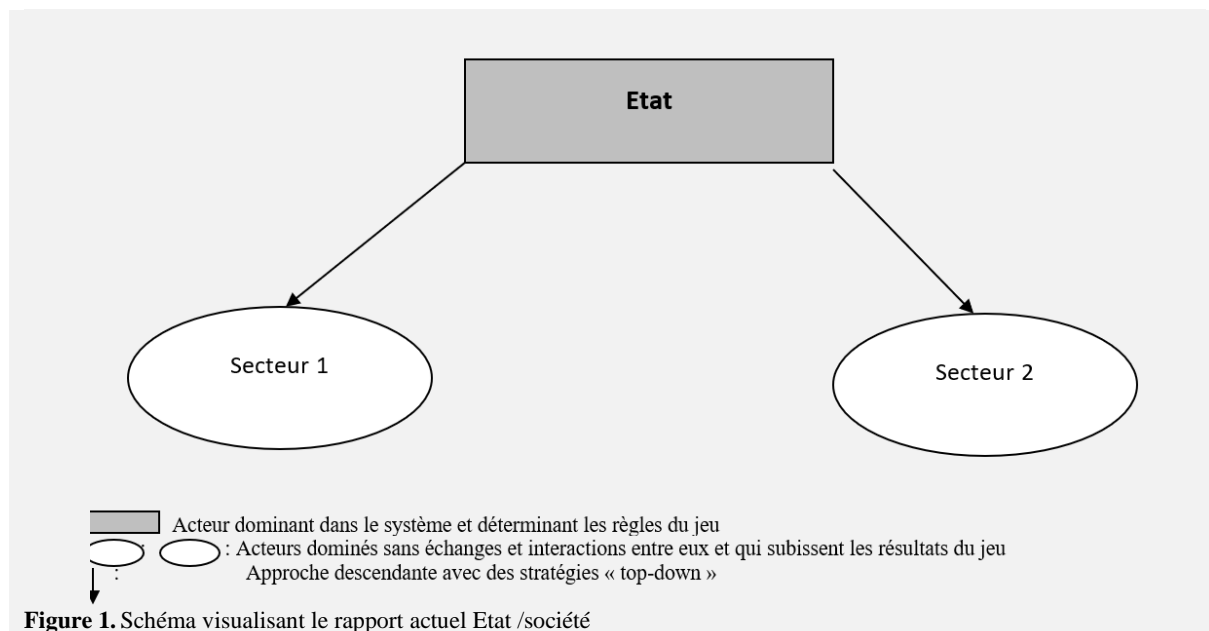 Etat
Secteur 1
Secteur 2
Acteur dominant dans le système et déterminant les règles du jeu
: : Acteurs dominés sans échanges et interactions entre eux et qui subissent les résultats du jeu
: Approche descendante avec des stratégies « top-down »
Figure 1. Schéma visualisant le rapport actuel Etat /société